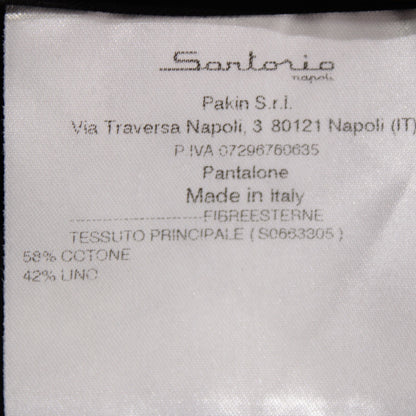 Sartorio
napoli
Pakin S.r.l.
Via Traversa Napoli, 3 80121 Napoli (IT)
P IVA 07296760635
Pantalone
Made in Italy
--------------------FIBREESTERNE
TESSUTO PRINCIPALE ( S0663305 )
58% COTONE
42% LINO